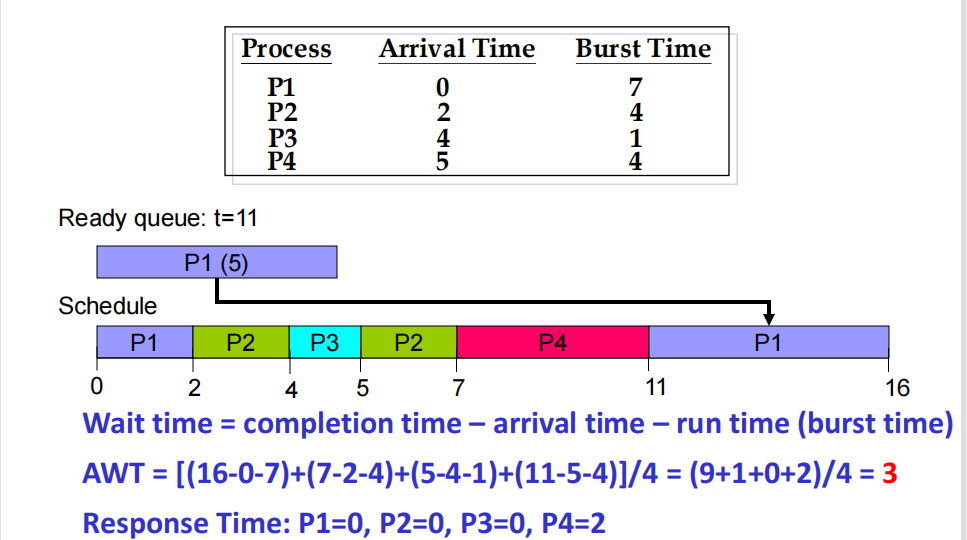 Process Arrival Time Burst Time
P1 0 7
P2 2 4
P3 4 1
P4 5 4
Ready queue: t=11
P1 (5)
Schedule
P1 P2 P3 P2 P4 P1
0 2 4 5 7 11 16
Wait time = completion time – arrival time – run time (burst time)
AWT = [(16-0-7)+(7-2-4)+(5-4-1)+(11-5-4)]/4 = (9+1+0+2)/4 = 3
Response Time: P1=0, P2=0, P3=0, P4=2